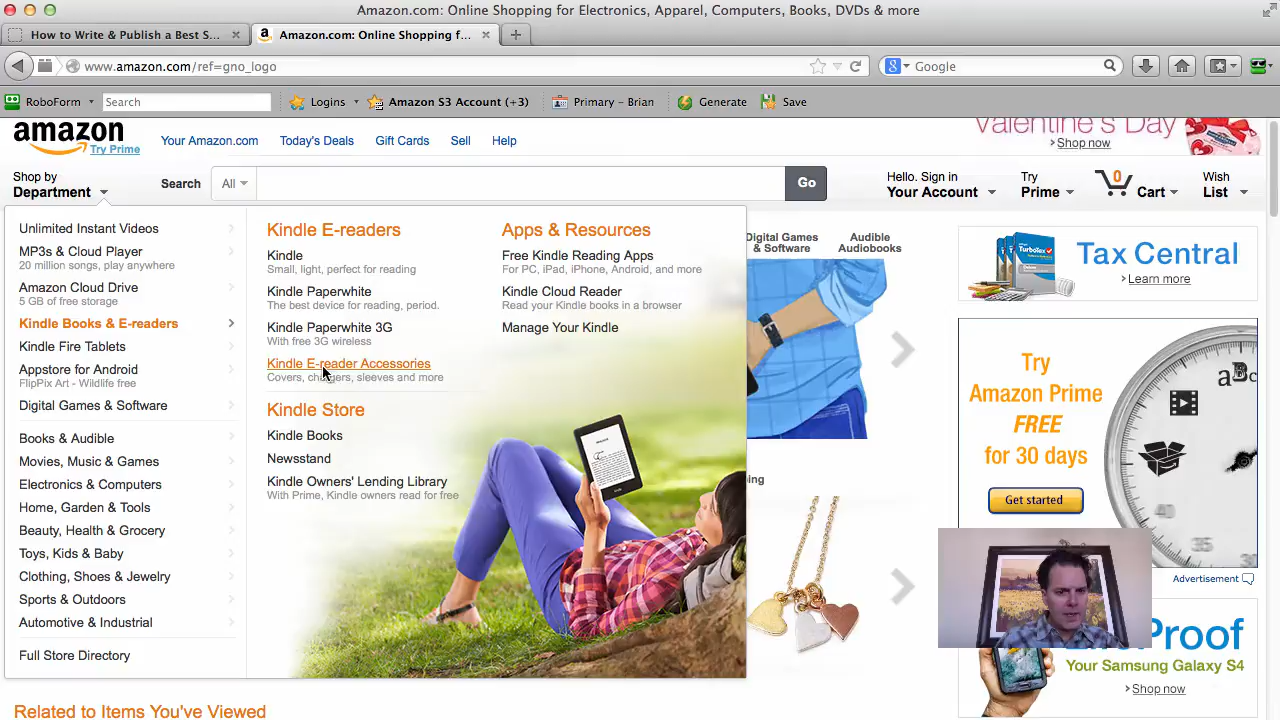 Amazon.com: Online Shopping for Electronics, Apparel, Computers, Books, DVDs & more
How to Write & Publish a Best S...
Amazon.com: Online Shopping f...
www.amazon.com/ref=gno_logo
Google
RoboForm
Search
Logins
Amazon S3 Account (+3)
Primary - Brian
Generate
Save
amazon
Try Prime
Your Amazon.com
Today's Deals
Gift Cards
Sell
Help
Valentine's Day
Shop now
Shop by
Department
Search
All
Go
Hello. Sign in
Your Account
Try
Prime
0
Cart
Wish
List
Unlimited Instant Videos
MP3s & Cloud Player
20 million songs, play anywhere
Amazon Cloud Drive
5 GB of free storage
Kindle Books & E-readers
Kindle Fire Tablets
Appstore for Android
FlipPix Art - Wildlife free
Digital Games & Software
Books & Audible
Movies, Music & Games
Electronics & Computers
Home, Garden & Tools
Beauty, Health & Grocery
Toys, Kids & Baby
Clothing, Shoes & Jewelry
Sports & Outdoors
Automotive & Industrial
Full Store Directory
Kindle E-readers
Kindle
Small, light, perfect for reading
Kindle Paperwhite
The best device for reading, period.
Kindle Paperwhite 3G
With free 3G wireless
Kindle E-reader Accessories
Covers, chargers, sleeves and more
Kindle Store
Kindle Books
Newsstand
Kindle Owners' Lending Library
With Prime, Kindle owners read for free
Apps & Resources
Free Kindle Reading Apps
For PC, iPad, iPhone, Android, and more
Kindle Cloud Reader
Read your Kindle books in a browser
Manage Your Kindle
Digital Games
& Software
Audible
Audiobooks
TurboTax
Tax Central
Learn more
Try
Amazon Prime
FREE
for 30 days
Get started
45
35
Advertisement
Proof
Your Samsung Galaxy S4
Shop now
Related to Items You've Viewed